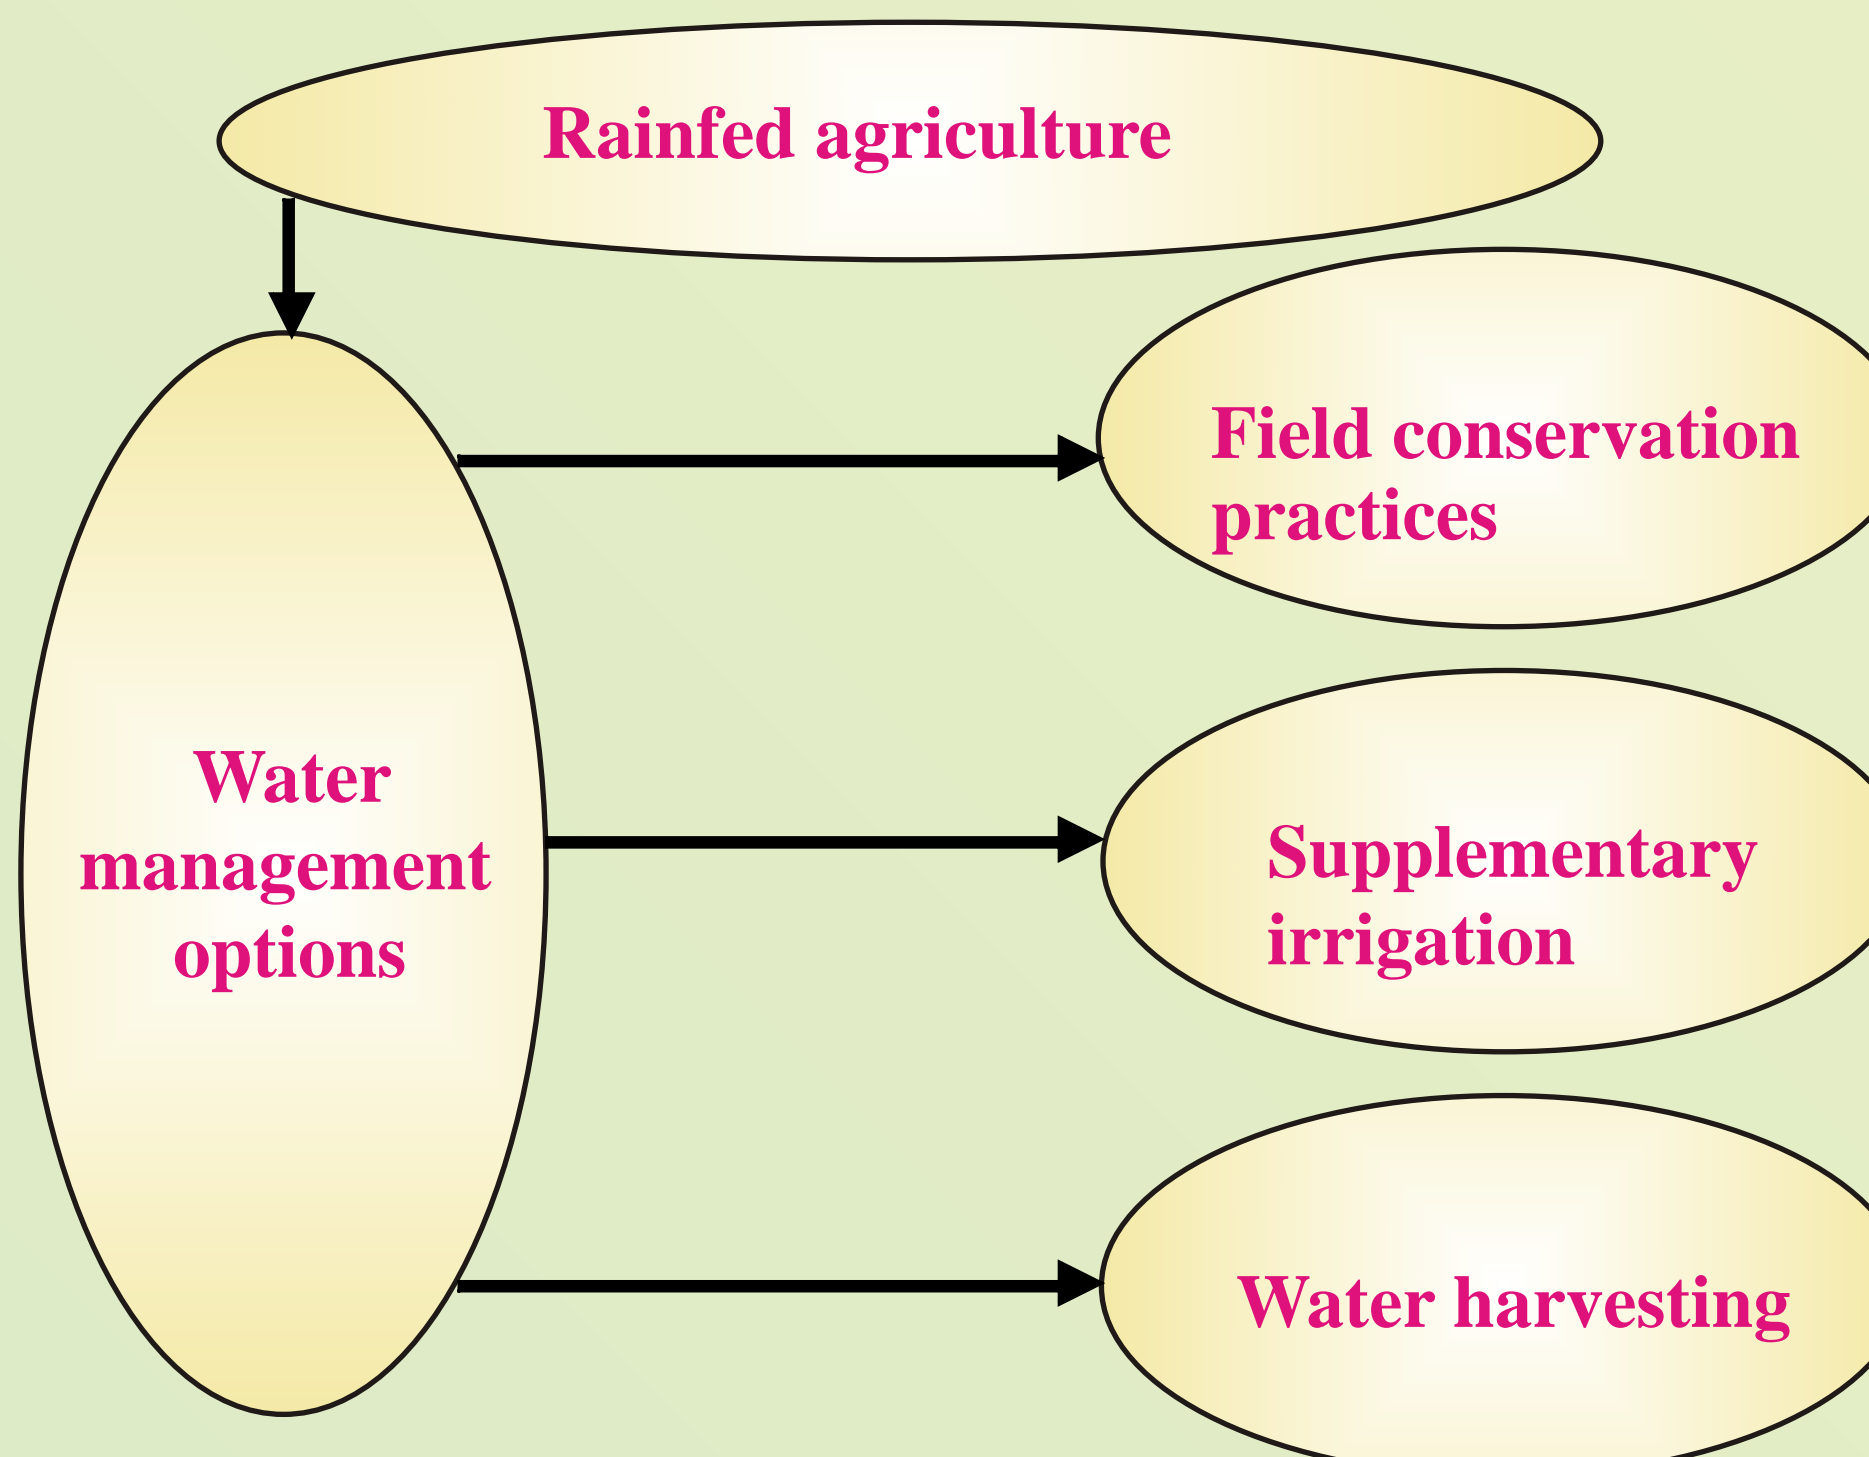 Rainfed agriculture
Field conservation
practices
Water
management
options
Supplementary
irrigation
Water harvesting